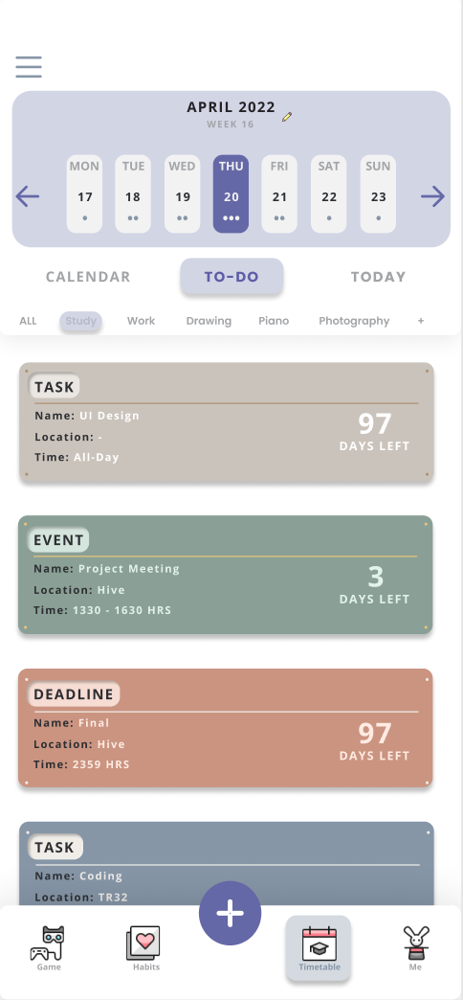 APRIL 2022
WEEK 16
MON TUE WED THU FRI SAT SUN
17 18 19 20 21 22 23
CALENDAR TO-DO TODAY
ALL Study Work Drawing Piano Photography +
TASK
Name: UI Design
Location: -
Time: All-Day
97
DAYS LEFT
EVENT
Name: Project Meeting
Location: Hive
Time: 1330 - 1630 HRS
3
DAYS LEFT
DEADLINE
Name: Final
Location: Hive
Time: 2359 HRS
97
DAYS LEFT
TASK
Name: Coding
Location: TR32
Game Habits Timetable Me